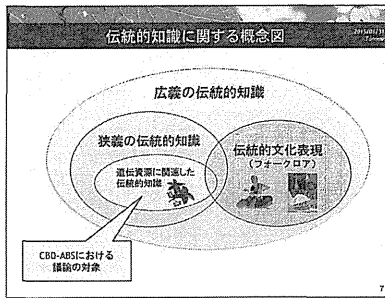 伝統的知識に関する概念図
広義の伝統的知識
狭義の伝統的知識
伝統的文化表現
(フォークロア)
遺伝資源に関連した
伝統的知識
CBD-ABSにおける
議論の対象
7